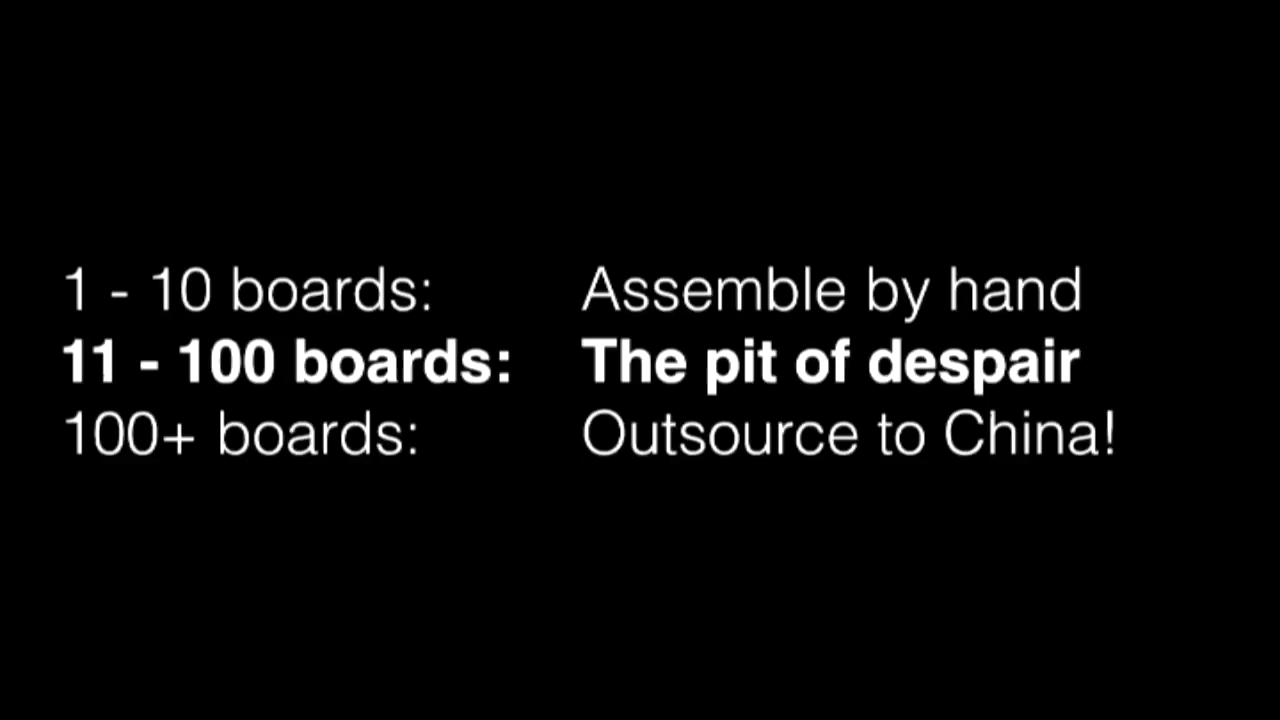 1 - 10 boards: Assemble by hand
11 - 100 boards: The pit of despair
100+ boards: Outsource to China!